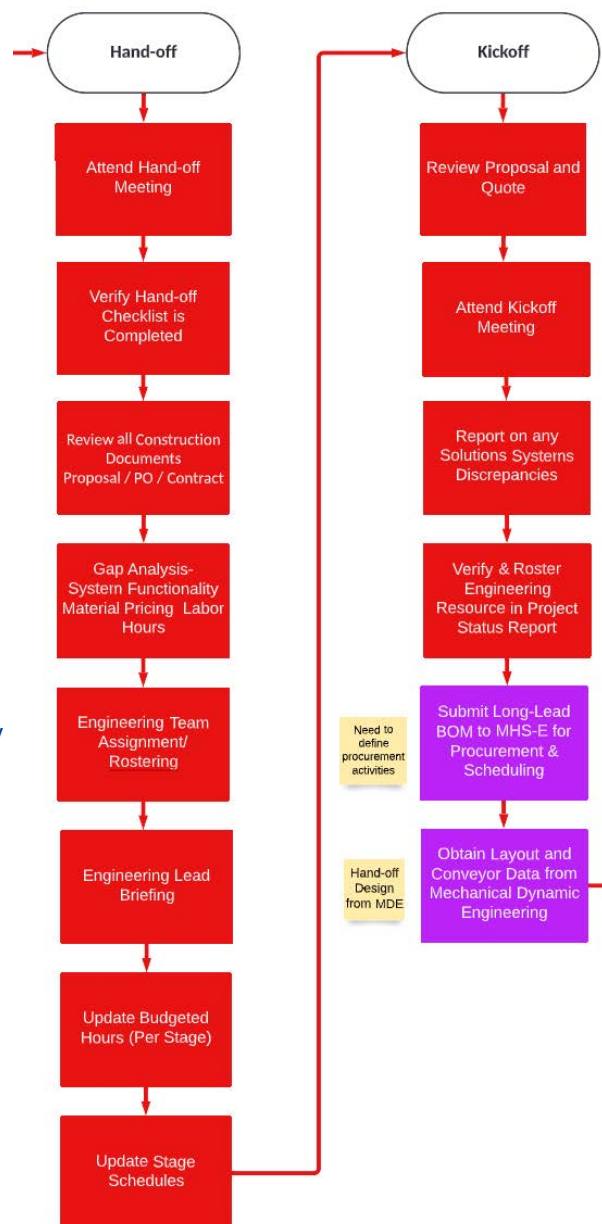 Hand-off
Attend Hand-off
Meeting
Verify Hand-off
Checklist is
Completed
Review all Construction
Documents
Proposal / PO / Contract
Gap Analysis-
System Functionality
Material Pricing Labor
Hours
Engineering Team
Assignment/
Rostering
Engineering Lead
Briefing
Update Budgeted
Hours (Per Stage)
Update Stage
Schedules
Kickoff
Review Proposal and
Quote
Attend Kickoff
Meeting
Report on any
Solutions Systems
Discrepancies
Verify & Roster
Engineering
Resource in Project
Status Report
Need to
define
procurement
activities
Submit Long-Lead
BOM to MHS-E for
Procurement &
Scheduling
Hand-off
Design
from MDE
Obtain Layout and
Conveyor Data from
Mechanical Dynamic
Engineering